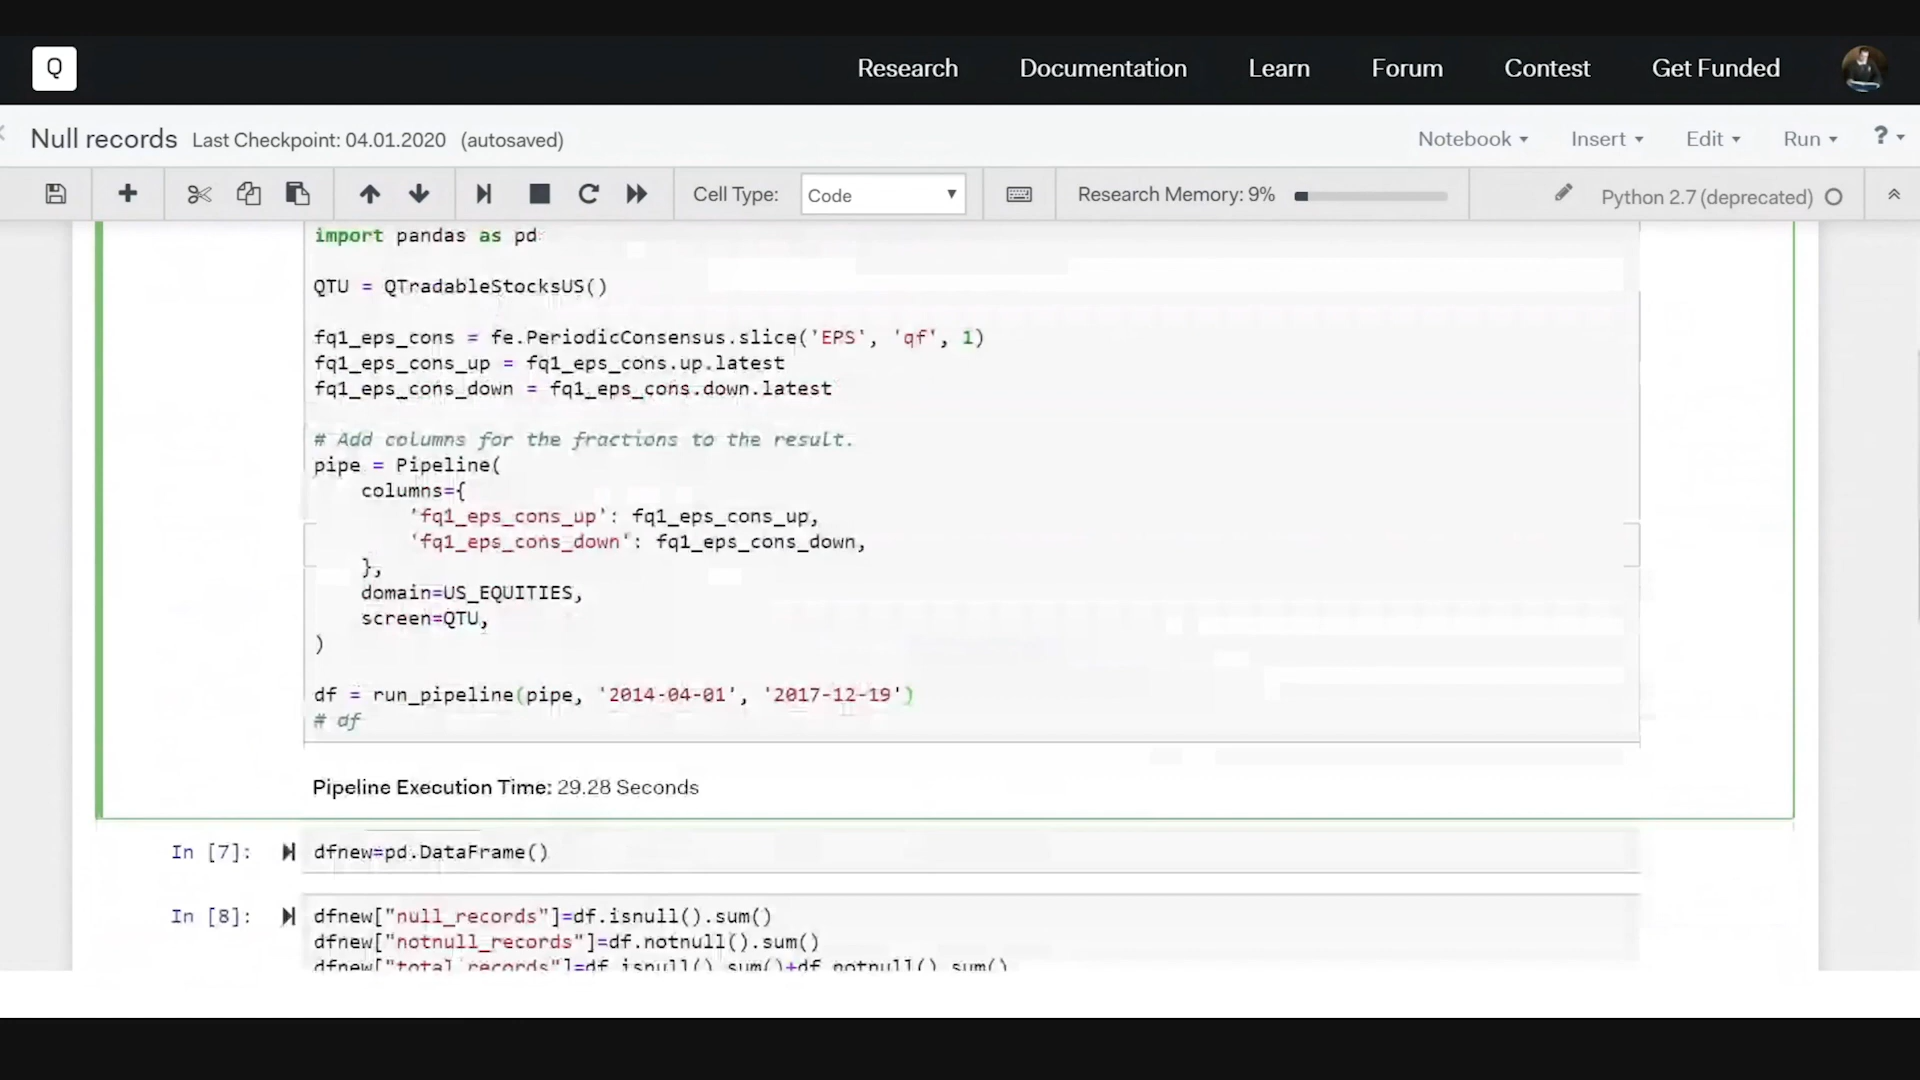 Q
Research Documentation Learn Forum Contest Get Funded
Null records Last Checkpoint: 04.01.2020 (autosaved) Notebook Insert Edit Run ?
Cell Type: Code Research Memory: 9% Python 2.7 (deprecated)
import pandas as pd
QTU = QTradableStocksUS()
fq1_eps_cons = fe.PeriodicConsensus.slice('EPS', 'qf', 1)
fq1_eps_cons_up = fq1_eps_cons.up.latest
fq1_eps_cons_down = fq1_eps_cons.down.latest
# Add columns for the fractions to the result.
pipe = Pipeline(
columns={
'fq1_eps_cons_up': fq1_eps_cons_up,
'fq1_eps_cons_down': fq1_eps_cons_down,
},
domain=US_EQUITIES,
screen=QTU,
)
df = run_pipeline(pipe, '2014-04-01', '2017-12-19')
# df
Pipeline Execution Time: 29.28 Seconds
In [7]: dfnew=pd.DataFrame()
In [8]: dfnew["null_records"]=df.isnull().sum()
dfnew["notnull_records"]=df.notnull().sum()
dfnew["total_records"]=df.isnull().sum()+df.notnull().sum()